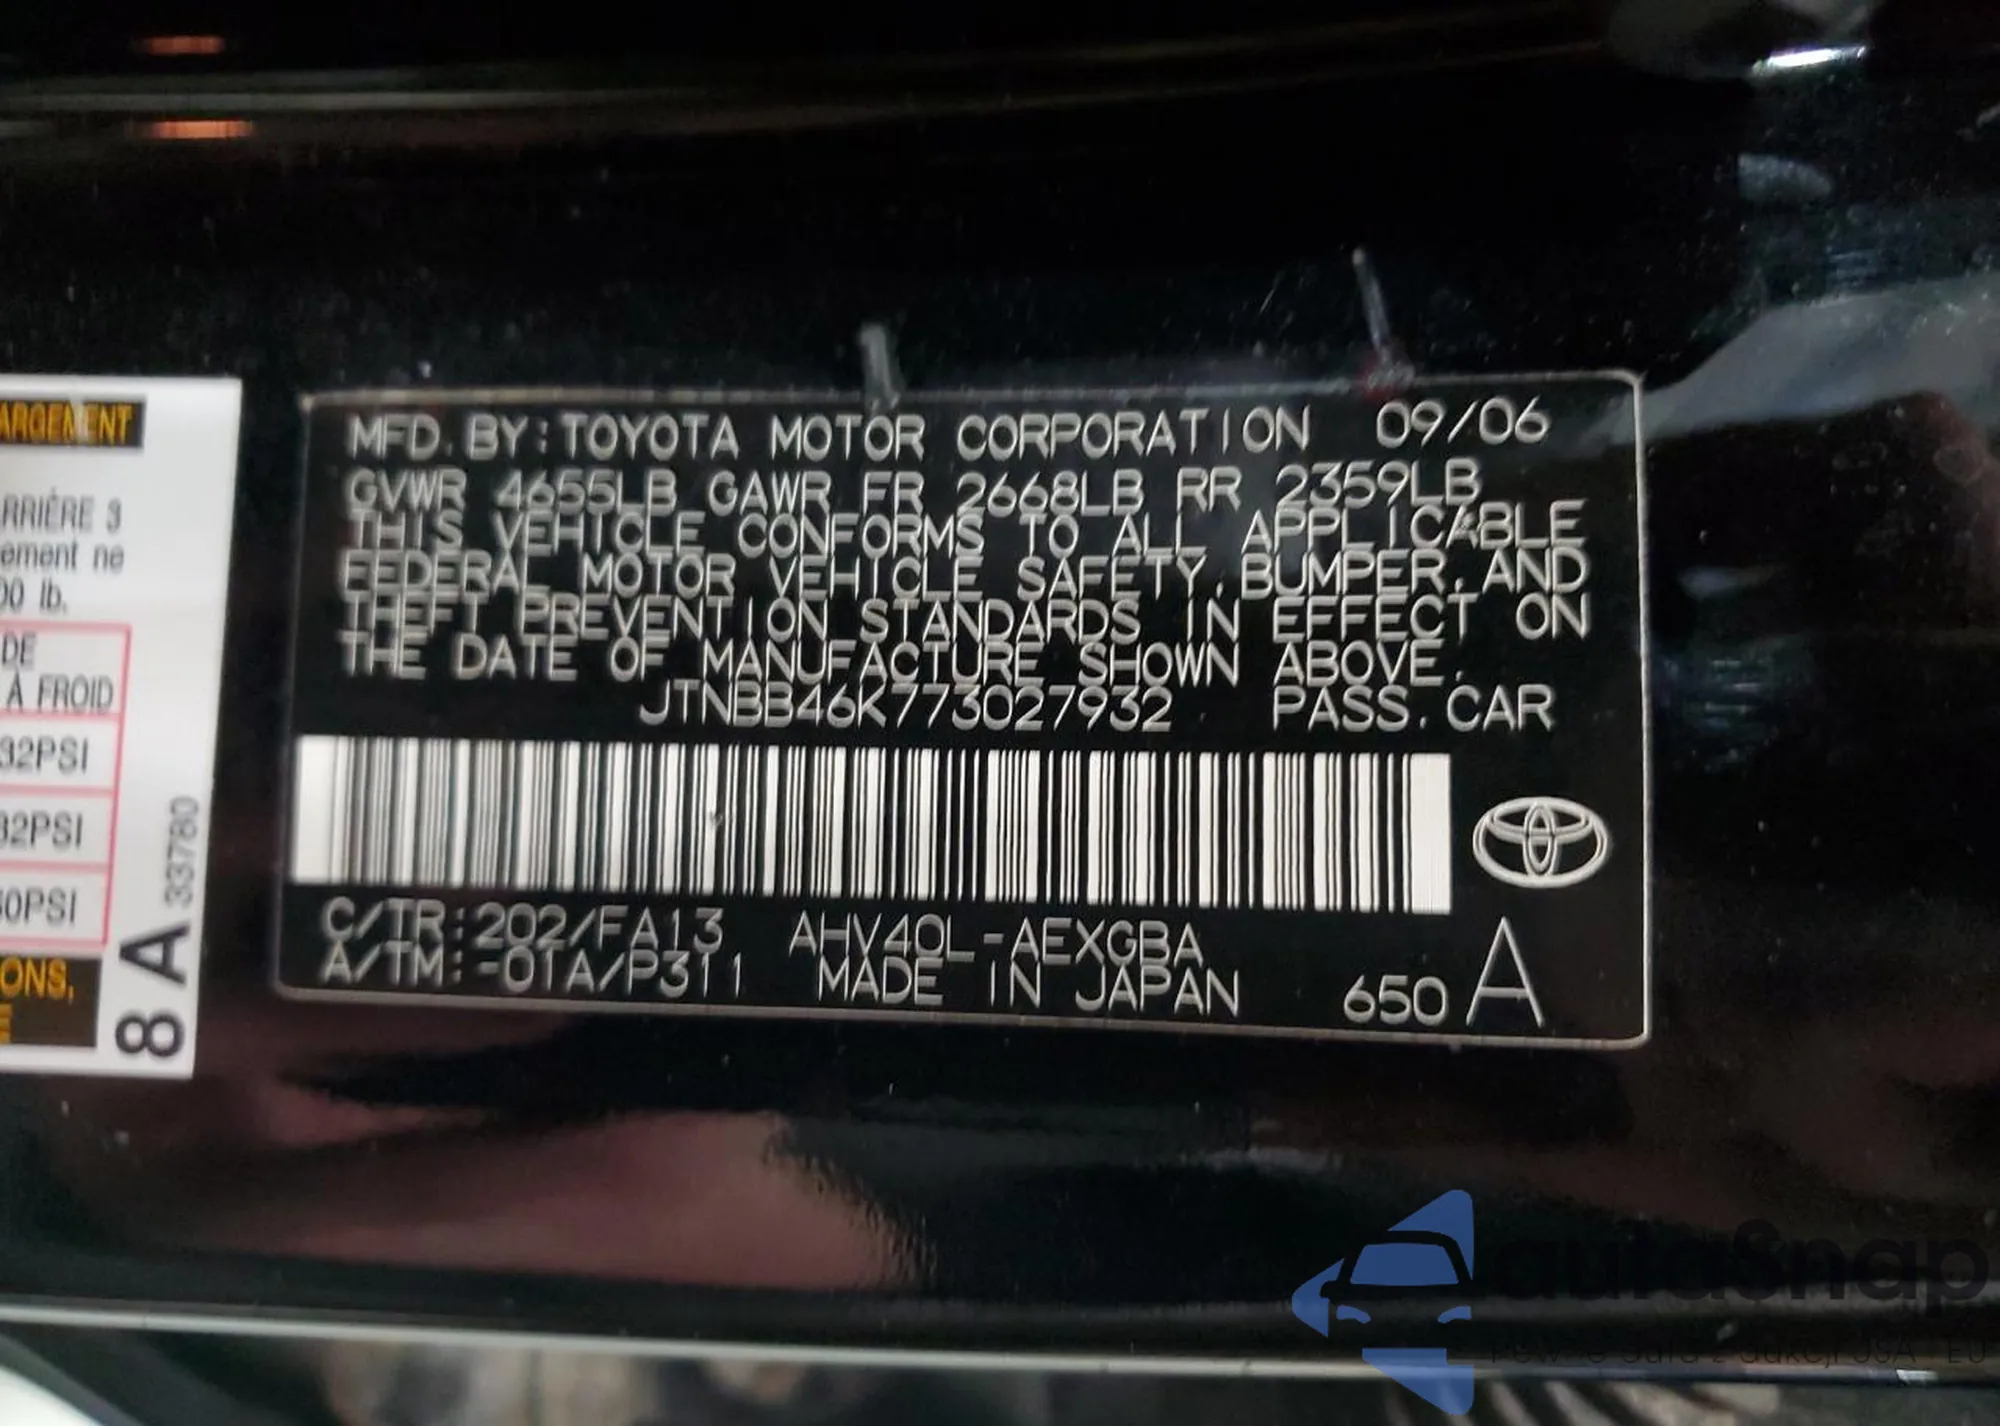 ARGEMENT
RRIÈRE 3
ement ne
00 lb.
DE
À FROID
32PSI
32PSI
60PSI
IONS,
E
8 A 337780
MFD. BY: TOYOTA MOTOR CORPORATION 09/06
GVWR 4655LB GAWR FR 2668LB RR 2359LB
THIS VEHICLE CONFORMS TO ALL APPLICABLE
FEDERAL MOTOR VEHICLE SAFETY, BUMPER, AND
THEFT PREVENTION STANDARDS IN EFFECT ON
THE DATE OF MANUFACTURE SHOWN ABOVE.
JTNBB46K773027932 PASS. CAR
C/TR: 202/FA13 AHV40L-AEXGBA
A/TM: -01A/P311 MADE IN JAPAN 650 A
autoSnap